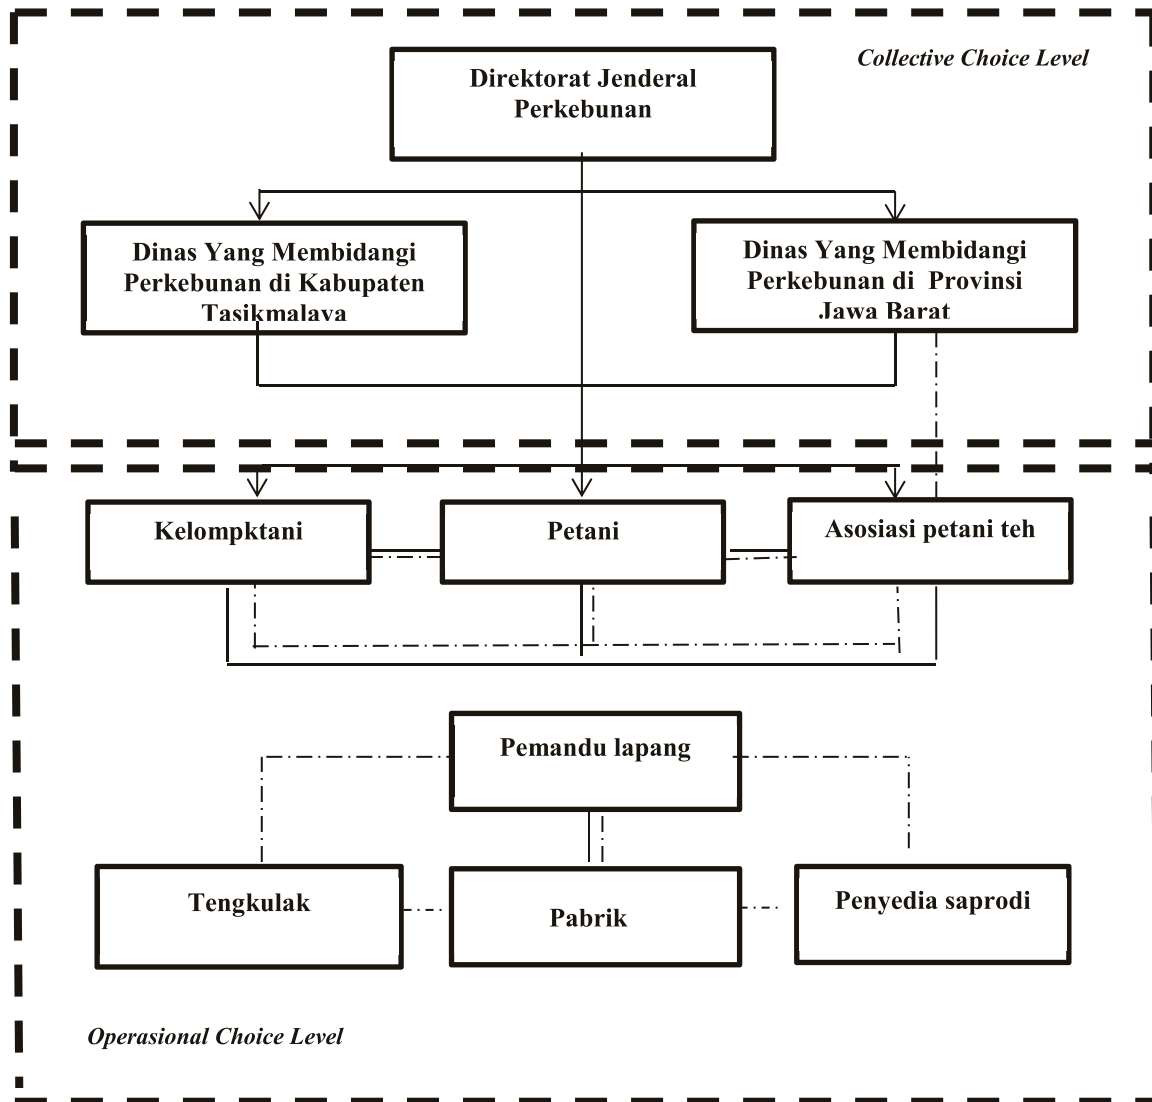 Collective Choice Level
Direktorat Jenderal
Perkebunan
Dinas Yang Membidangi
Perkebunan di Kabupaten
Tasikmalaya
Dinas Yang Membidangi
Perkebunan di Provinsi
Jawa Barat
Kelompktani
Petani
Asosiasi petani teh
Pemandu lapang
Tengkulak
Pabrik
Penyedia saprodi
Operasional Choice Level